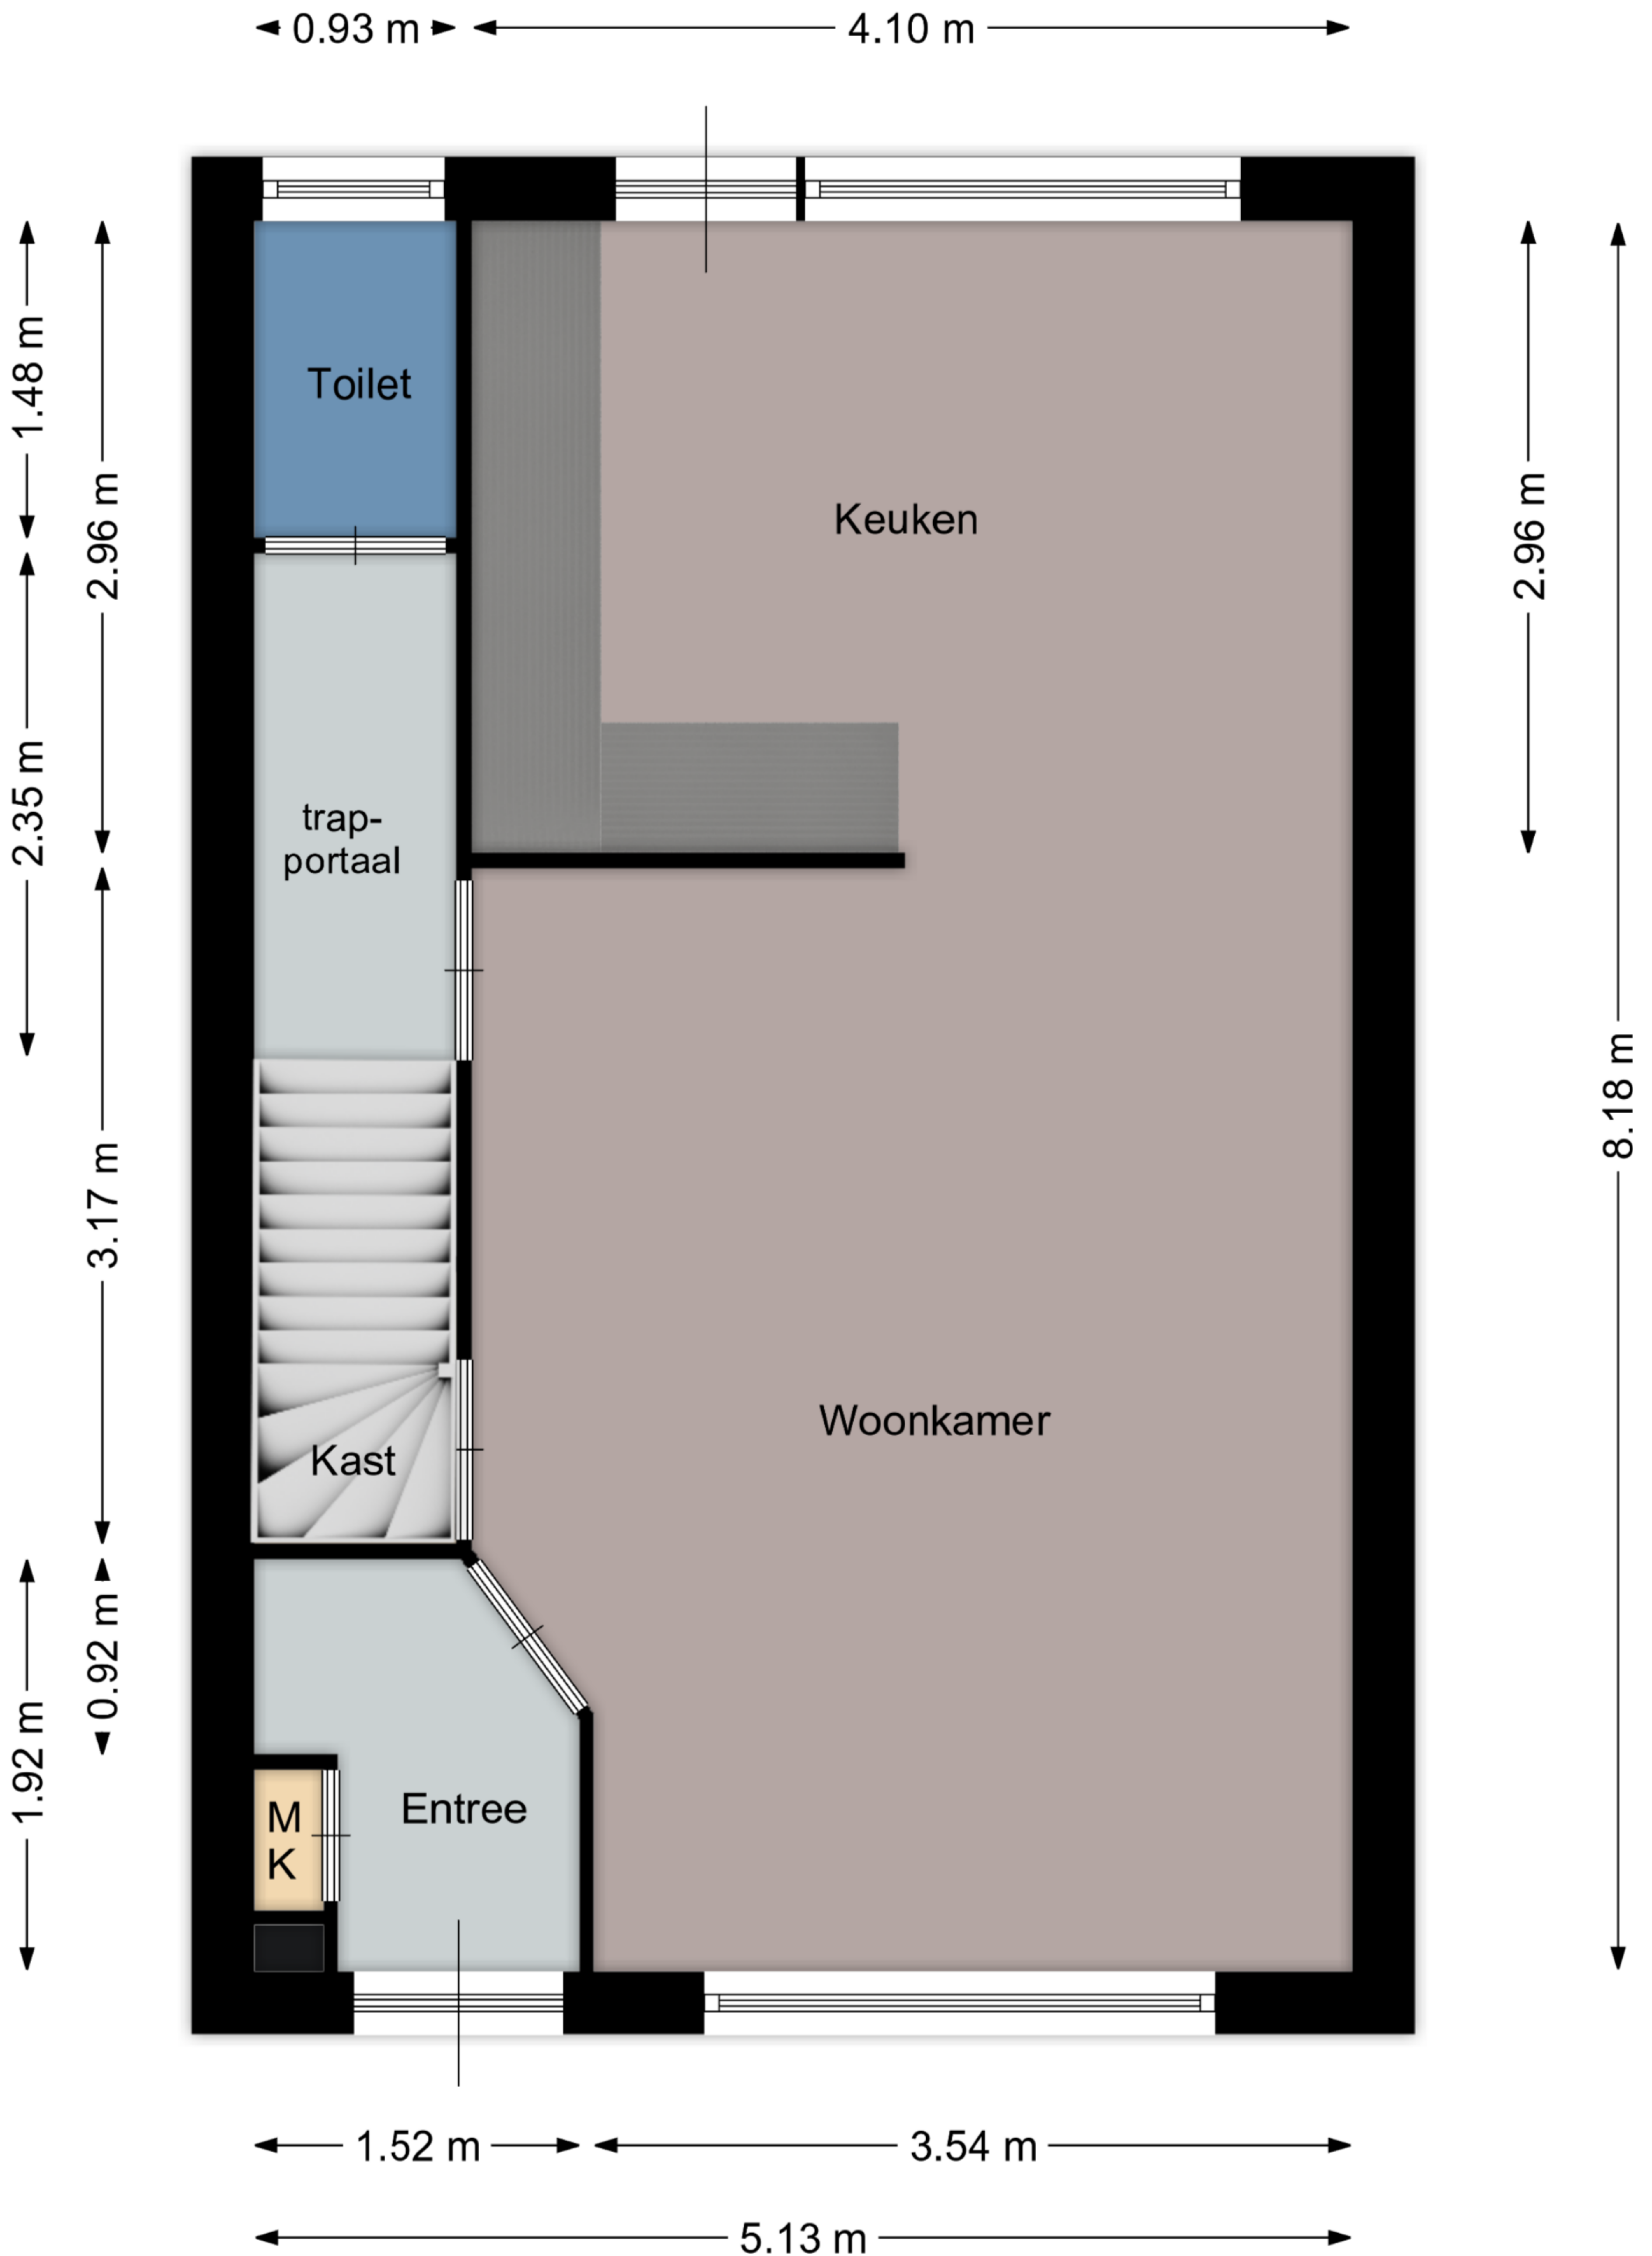 0.93 m
4.10 m
1.48 m
2.96 m
2.35 m
3.17 m
0.92 m
1.92 m
2.96 m
8.18 m
Toilet
Keuken
trap-
portaal
Woonkamer
Kast
Entree
M
K
1.52 m
3.54 m
5.13 m